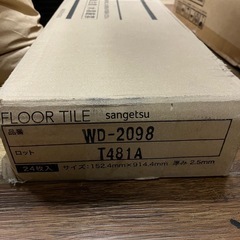 FLOOR TILE sangetsu
品番 WD-2098
ロット T481A
24枚入 サイズ:152.4mm×914.4mm 厚み2.5mm